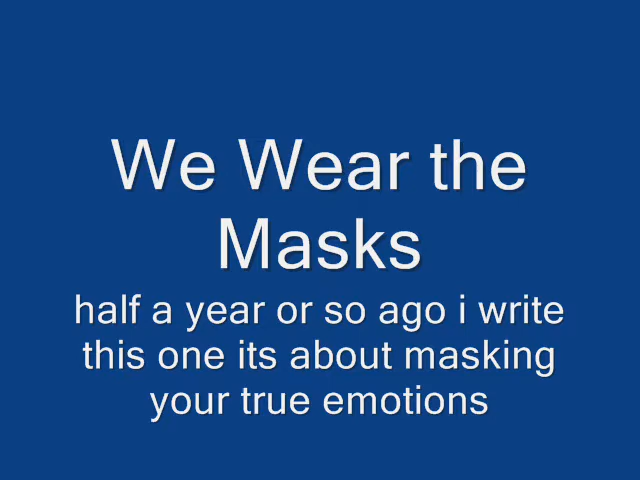 We Wear the
Masks
half a year or so ago i write
this one its about masking
your true emotions